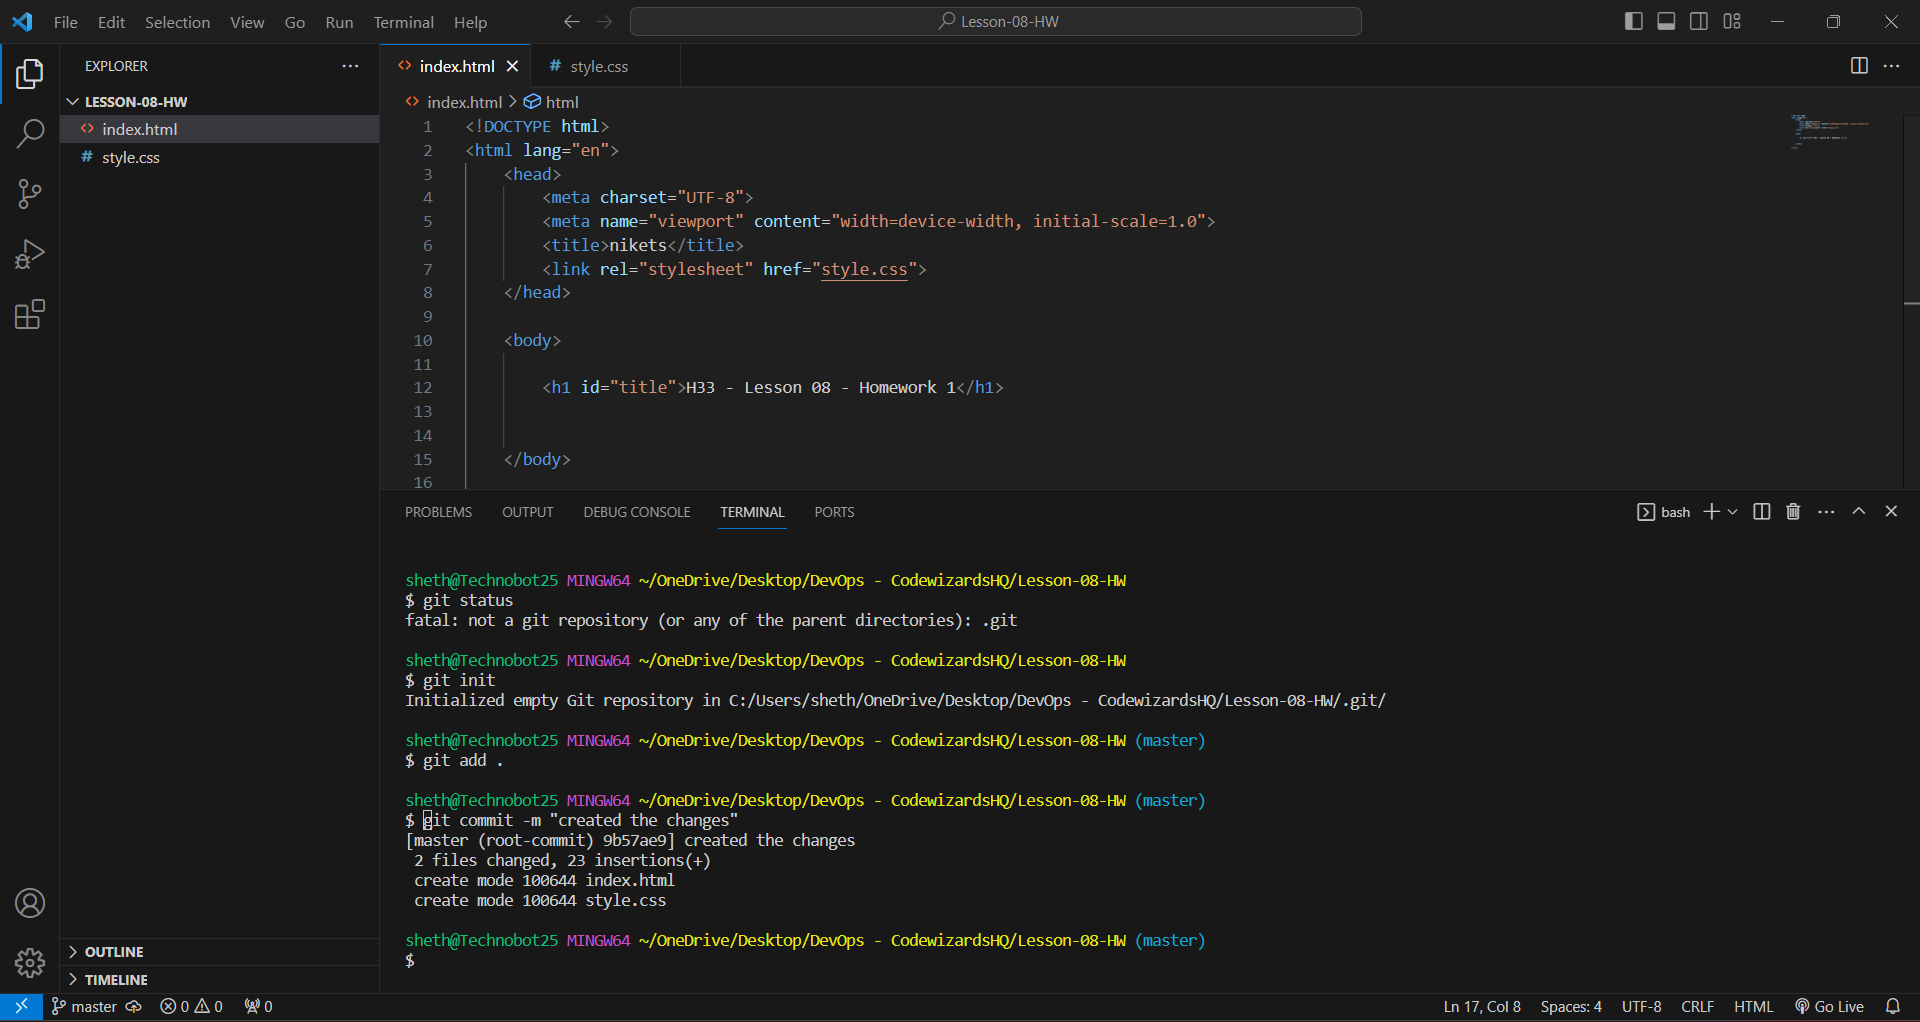 File Edit Selection View Go Run Terminal Help
Lesson-08-HW
EXPLORER
LESSON-08-HW
index.html
style.css
OUTLINE
TIMELINE
index.html style.css
index.html > html
1 <!DOCTYPE html>
2 <html lang="en">
3 <head>
4 <meta charset="UTF-8">
5 <meta name="viewport" content="width=device-width, initial-scale=1.0">
6 <title>nikets</title>
7 <link rel="stylesheet" href="style.css">
8 </head>
9
10 <body>
11
12 <h1 id="title">H33 - Lesson 08 - Homework 1</h1>
13
14
15 </body>
16
PROBLEMS OUTPUT DEBUG CONSOLE TERMINAL PORTS
bash
sheth@Technobot25 MINGW64 ~/OneDrive/Desktop/DevOps - CodewizardsHQ/Lesson-08-HW
$ git status
fatal: not a git repository (or any of the parent directories): .git
sheth@Technobot25 MINGW64 ~/OneDrive/Desktop/DevOps - CodewizardsHQ/Lesson-08-HW
$ git init
Initialized empty Git repository in C:/Users/sheth/OneDrive/Desktop/DevOps - CodewizardsHQ/Lesson-08-HW/.git/
sheth@Technobot25 MINGW64 ~/OneDrive/Desktop/DevOps - CodewizardsHQ/Lesson-08-HW (master)
$ git add .
sheth@Technobot25 MINGW64 ~/OneDrive/Desktop/DevOps - CodewizardsHQ/Lesson-08-HW (master)
$ git commit -m "created the changes"
[master (root-commit) 9b57ae9] created the changes
2 files changed, 23 insertions(+)
create mode 100644 index.html
create mode 100644 style.css
sheth@Technobot25 MINGW64 ~/OneDrive/Desktop/DevOps - CodewizardsHQ/Lesson-08-HW (master)
$
master 0 0 0 Ln 17, Col 8 Spaces: 4 UTF-8 CRLF HTML Go Live